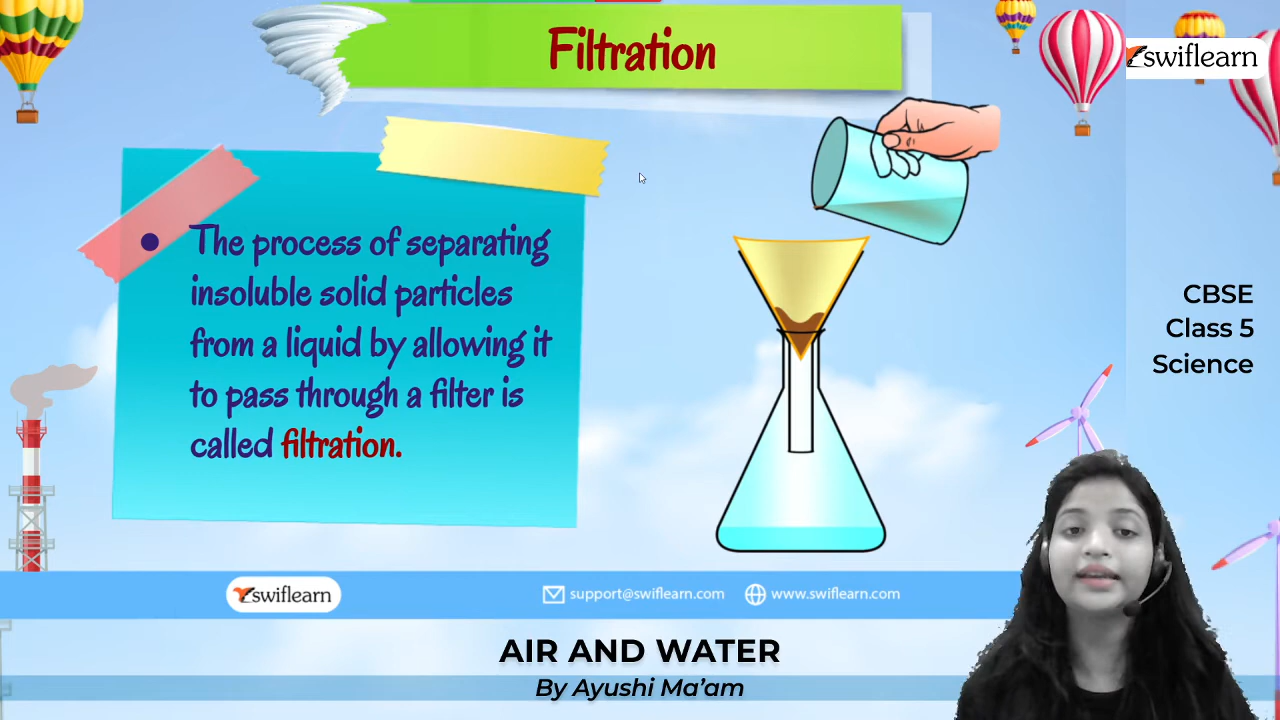 Filtration
swiflearn
• The process of separating
insoluble solid particles
from a liquid by allowing it
to pass through a filter is
called filtration.
CBSE
Class 5
Science
swiflearn
support@swiflearn.com
www.swiflearn.com
AIR AND WATER
By Ayushi Ma’am